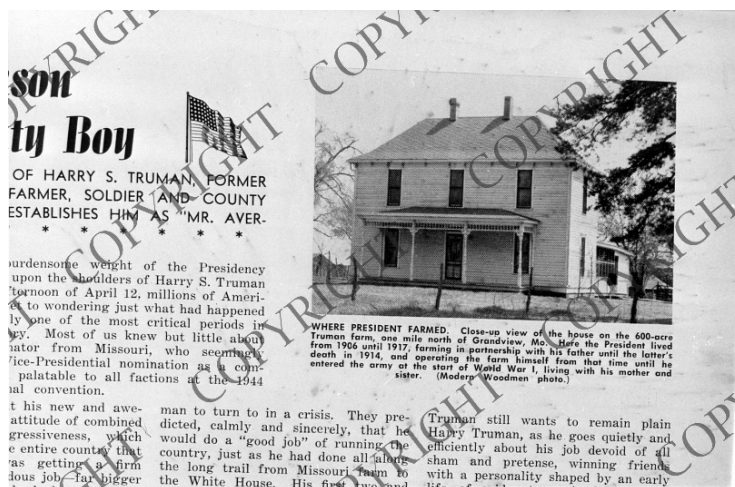 sson
ty Boy
OF HARRY S. TRUMAN, FORMER
FARMER, SOLDIER AND COUNTY
ESTABLISHES HIM AS "MR. AVER-
* * * * * *
ourdensome weight of the Presidency
upon the shoulders of Harry S. Truman
fternoon of April 12, millions of Ameri-
et to wondering just what had happened
ly one of the most critical periods in
cy. Most of us knew but little about
nator from Missouri, who seemingly
Vice-Presidential nomination as a com-
palatable to all factions at the 1944
nal convention.
t his new and awe-
attitude of combined
gressiveness, which
e entire country that
was getting a firm
dous job far bigger
WHERE PRESIDENT FARMED. Close-up view of the house on the 600-acre
Truman farm, one mile north of Grandview, Mo. Here the President lived
from 1906 until 1917, farming in partnership with his father until the latter's
death in 1914, and operating the farm himself from that time until he
entered the army at the start of World War I, living with his mother and
sister. (Modern Woodmen photo.)
man to turn to in a crisis. They pre-
dicted, calmly and sincerely, that he
would do a "good job" of running the
country, just as he had done all along
the long trail from Missouri farm to
the White House. His first two and
Truman still wants to remain plain
Harry Truman, as he goes quietly and
efficiently about his job devoid of all
sham and pretense, winning friends
with a personality shaped by an early
COPYRIGHT
COPYRIGHT
COPYRIGHT
COPYRIGHT
COPYRIGHT
COPYRIGHT
COPYRIGHT
COPYRIGHT
COPYRIGHT